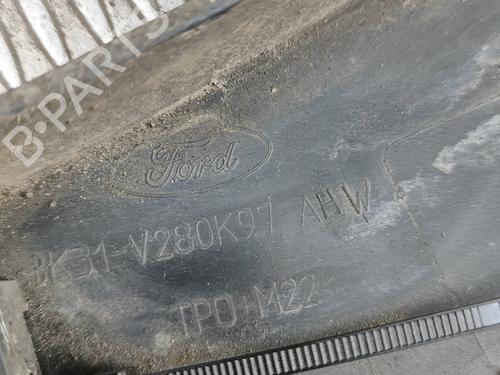 B-PARTS
Ford
BK31-V280K97 AHW
TPO+M22